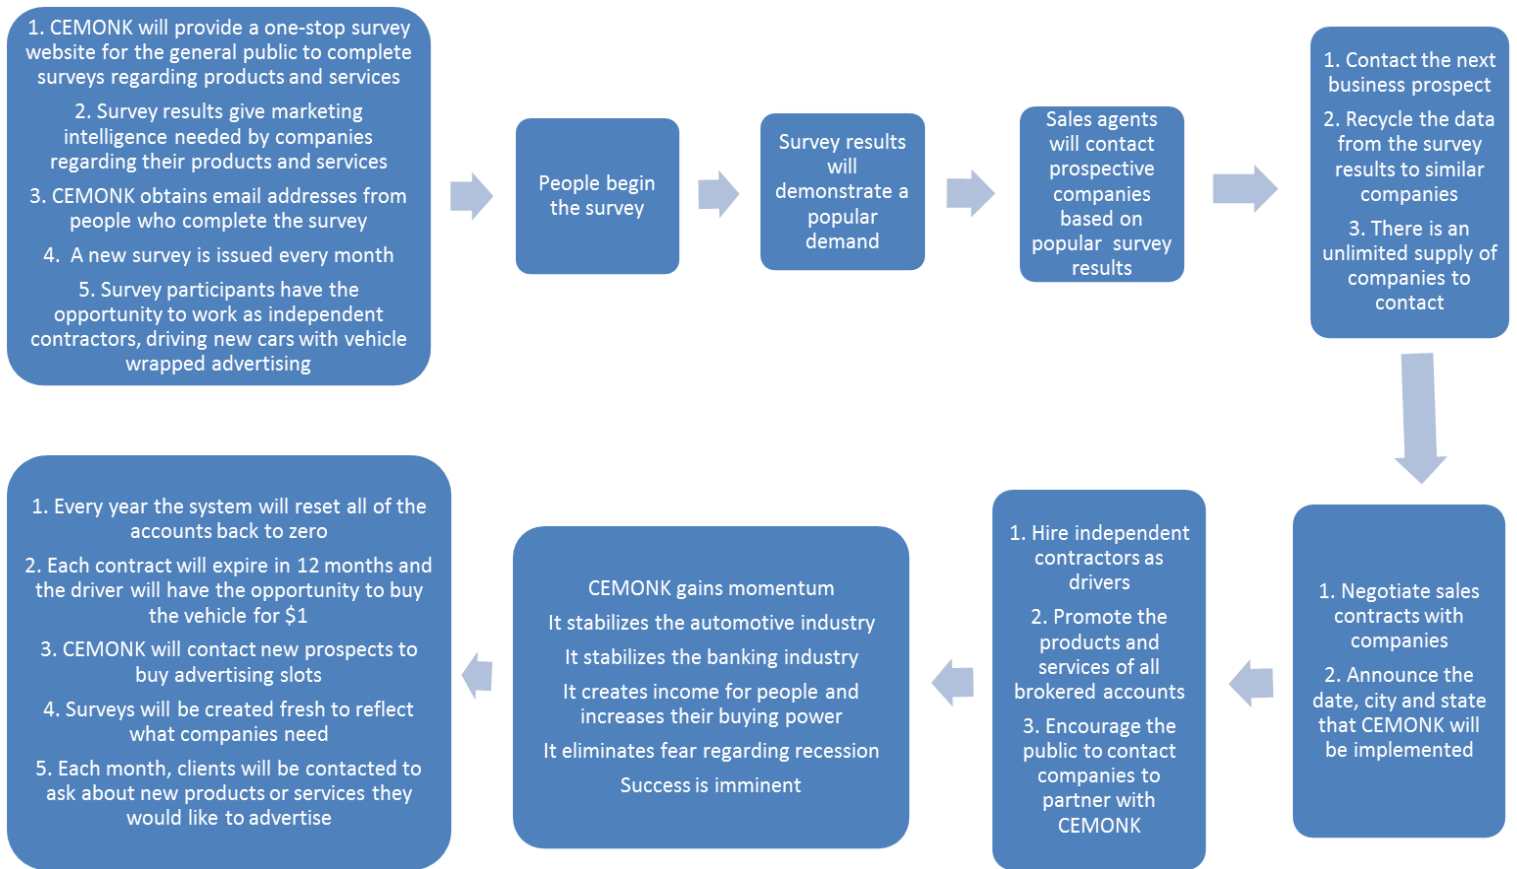 1. CEMONK will provide a one-stop survey
website for the general public to complete
surveys regarding products and services
2. Survey results give marketing
intelligence needed by companies
regarding their products and services
3. CEMONK obtains email addresses from
people who complete the survey
4. A new survey is issued every month
5. Survey participants have the
opportunity to work as independent
contractors, driving new cars with vehicle
wrapped advertising
People begin
the survey
Survey results
will
demonstrate a
popular
demand
Sales agents
will contact
prospective
companies
based on
popular survey
results
1. Contact the next
business prospect
2. Recycle the data
from the survey
results to similar
companies
3. There is an
unlimited supply of
companies to
contact
1. Negotiate sales
contracts with
companies
2. Announce the
date, city and state
that CEMONK will
be implemented
1. Hire independent
contractors as
drivers
2. Promote the
products and
services of all
brokered accounts
3. Encourage the
public to contact
companies to
partner with
CEMONK
CEMONK gains momentum
It stabilizes the automotive industry
It stabilizes the banking industry
It creates income for people and
increases their buying power
It eliminates fear regarding recession
Success is imminent
1. Every year the system will reset all of the
accounts back to zero
2. Each contract will expire in 12 months and
the driver will have the opportunity to buy
the vehicle for $1
3. CEMONK will contact new prospects to
buy advertising slots
4. Surveys will be created fresh to reflect
what companies need
5. Each month, clients will be contacted to
ask about new products or services they
would like to advertise